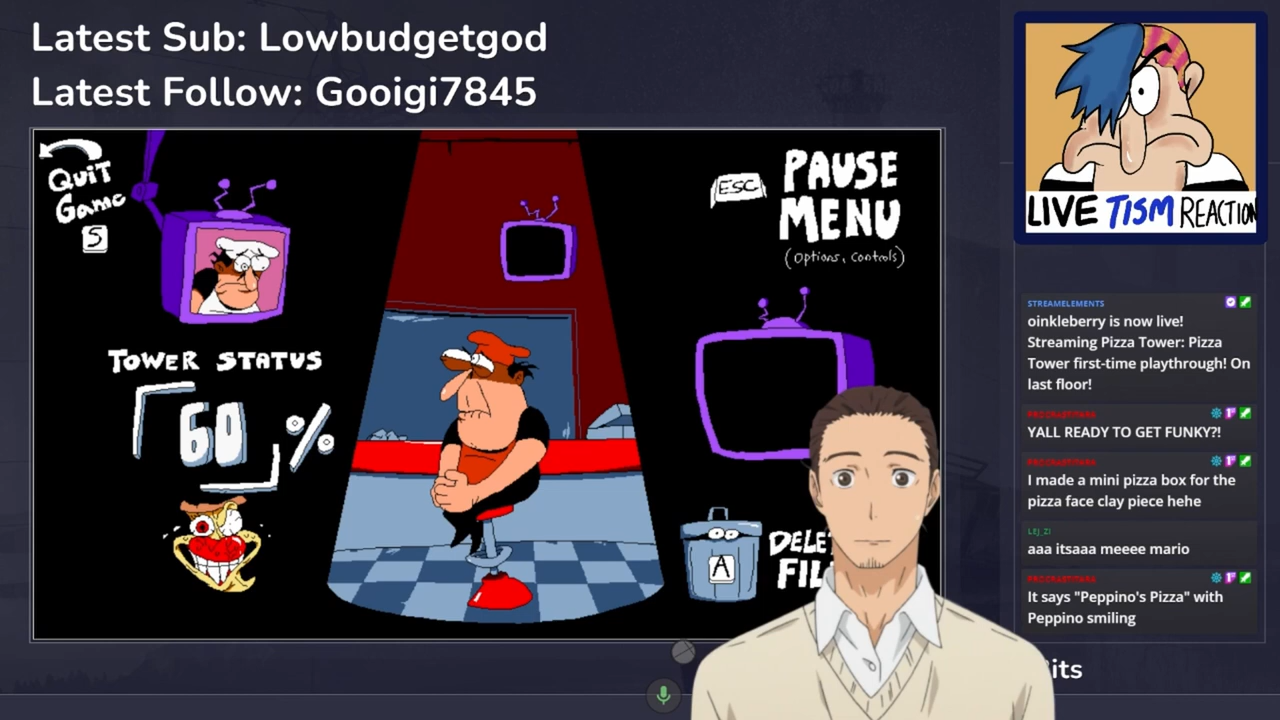 Latest Sub: Lowbudgetgod
Latest Follow: Gooigi7845
QUIT
Game
S
TOWER STATUS
60 %
ESC
PAUSE
MENU
(options, controls)
A
LIVE TISM REACTION
STREAMELEMENTS
oinkleberry is now live!
Streaming Pizza Tower: Pizza
Tower first-time playthrough! On
last floor!
YALL READY TO GET FUNKY?!
I made a mini pizza box for the
pizza face clay piece hehe
LEJ_ZI
aaa itsaaa meeee mario
It says "Peppino's Pizza" with
Peppino smiling